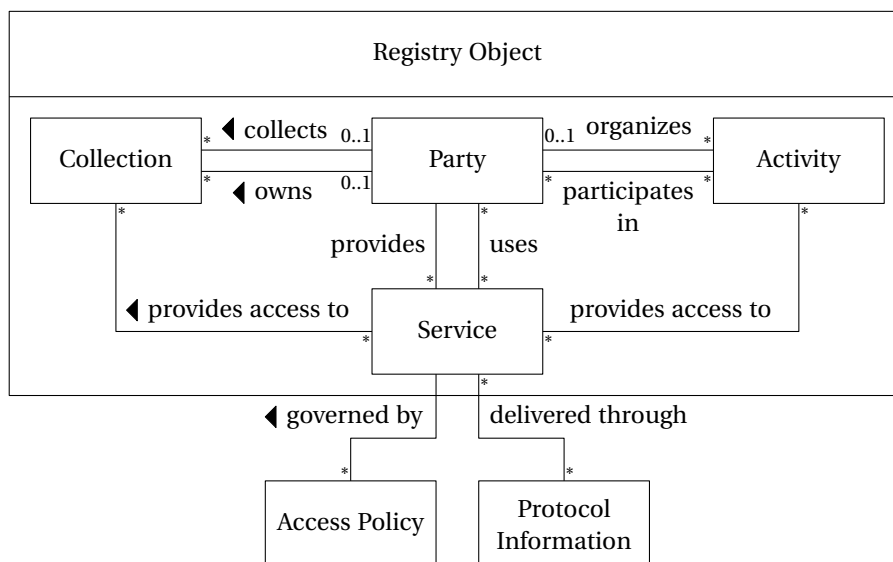 Registry Object
* ◀ collects 0..1
0..1 organizes *
Collection
Party
Activity
* ◀ owns 0..1
* participates *
in
*
*
*
provides
uses
*
*
◀ provides access to
Service
provides access to
*
*
*
◀ governed by
delivered through
*
*
Access Policy
Protocol
Information